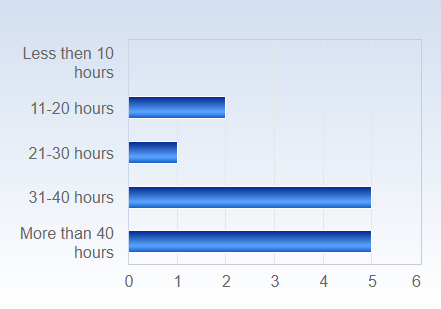 Less then 10
hours
11-20 hours
21-30 hours
31-40 hours
More than 40
hours
0 1 2 3 4 5 6